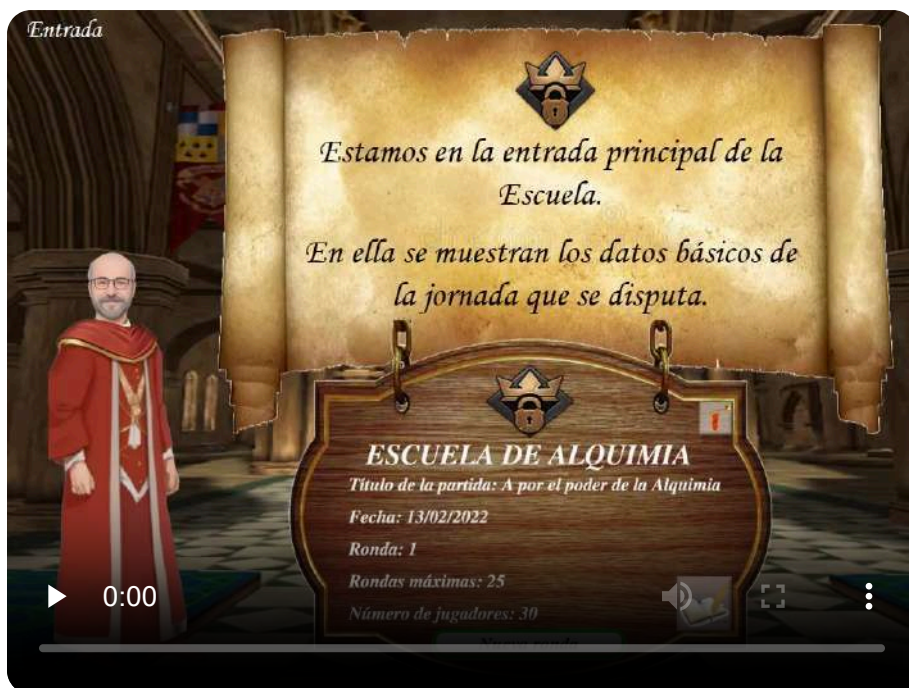 Entrada
Estamos en la entrada principal de la
Escuela.
En ella se muestran los datos básicos de
la jornada que se disputa.
ESCUELA DE ALQUIMIA
Título de la partida: A por el poder de la Alquimia
Fecha: 13/02/2022
Ronda: 1
Rondas máximas: 25
Número de jugadores: 30
0:00
Nueva ronda